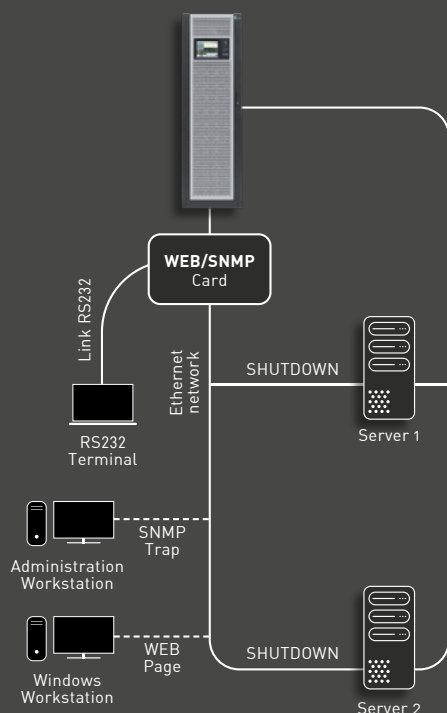 WEB/SNMP
Card
Link RS232
Ethernet
network
SHUTDOWN
Server 1
RS232
Terminal
SNMP
Trap
Administration
Workstation
WEB
Page
SHUTDOWN
Windows
Workstation
Server 2